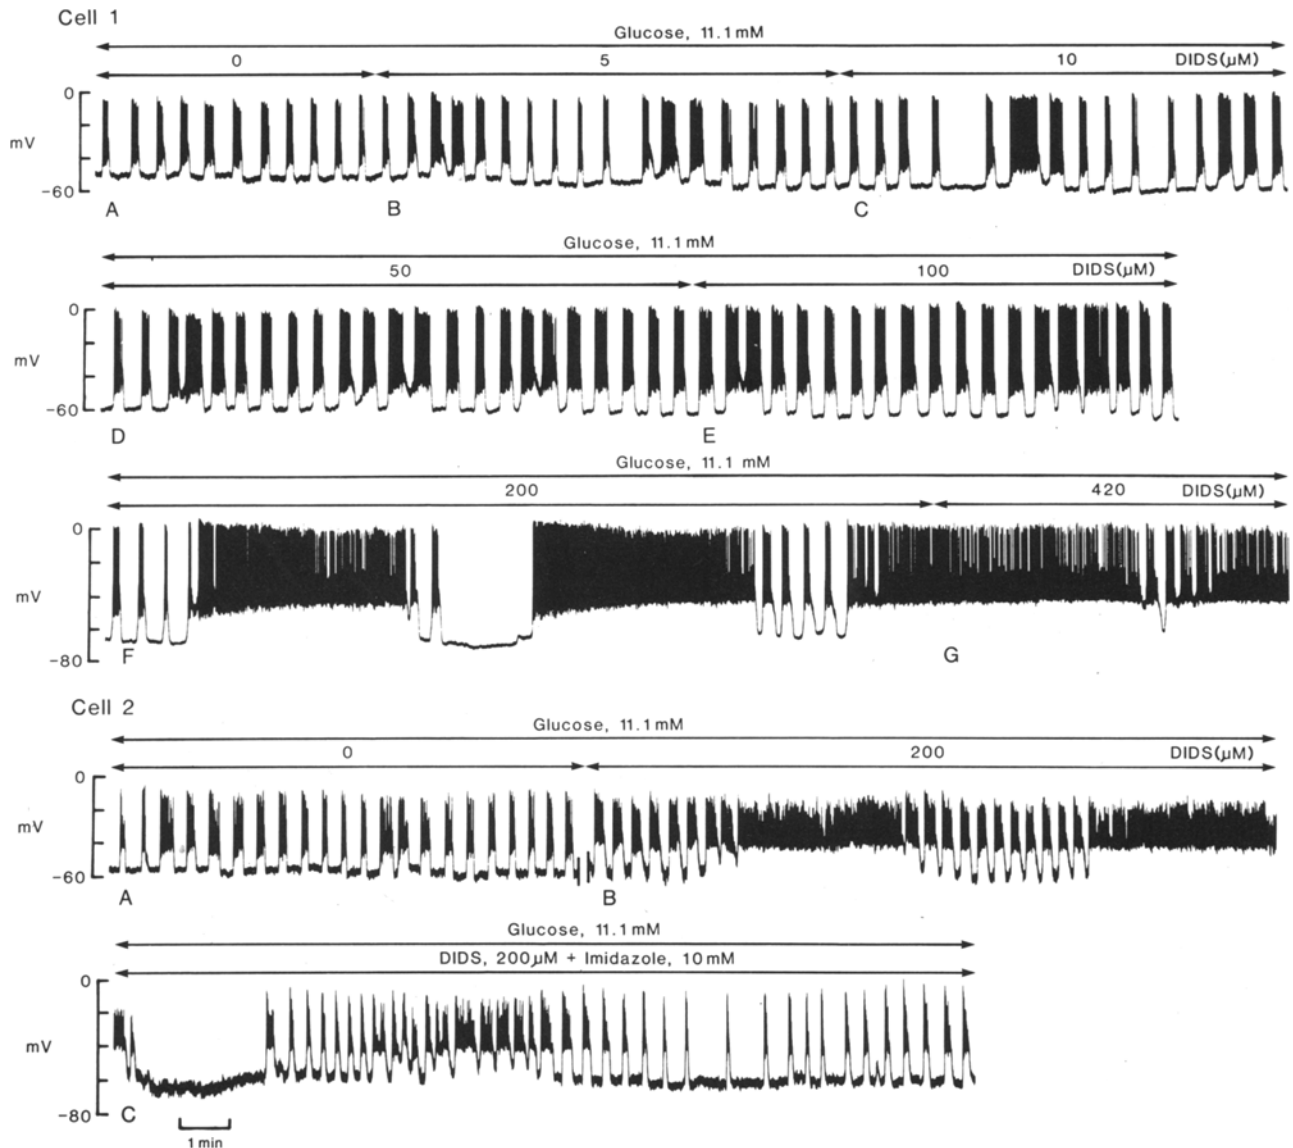 Cell 1
Glucose, 11.1 mM
0 5 10 DIDS(μM)
0
mV
-60
A B C
Glucose, 11.1 mM
50 100 DIDS(μM)
0
mV
-60
D E
Glucose, 11.1 mM
200 420 DIDS(μM)
0
mV
-80
F G
Cell 2
Glucose, 11.1 mM
0 200 DIDS(μM)
0
mV
-60
A B
Glucose, 11.1 mM
DIDS, 200 μM + Imidazole, 10 mM
0
mV
-80
C
1 min